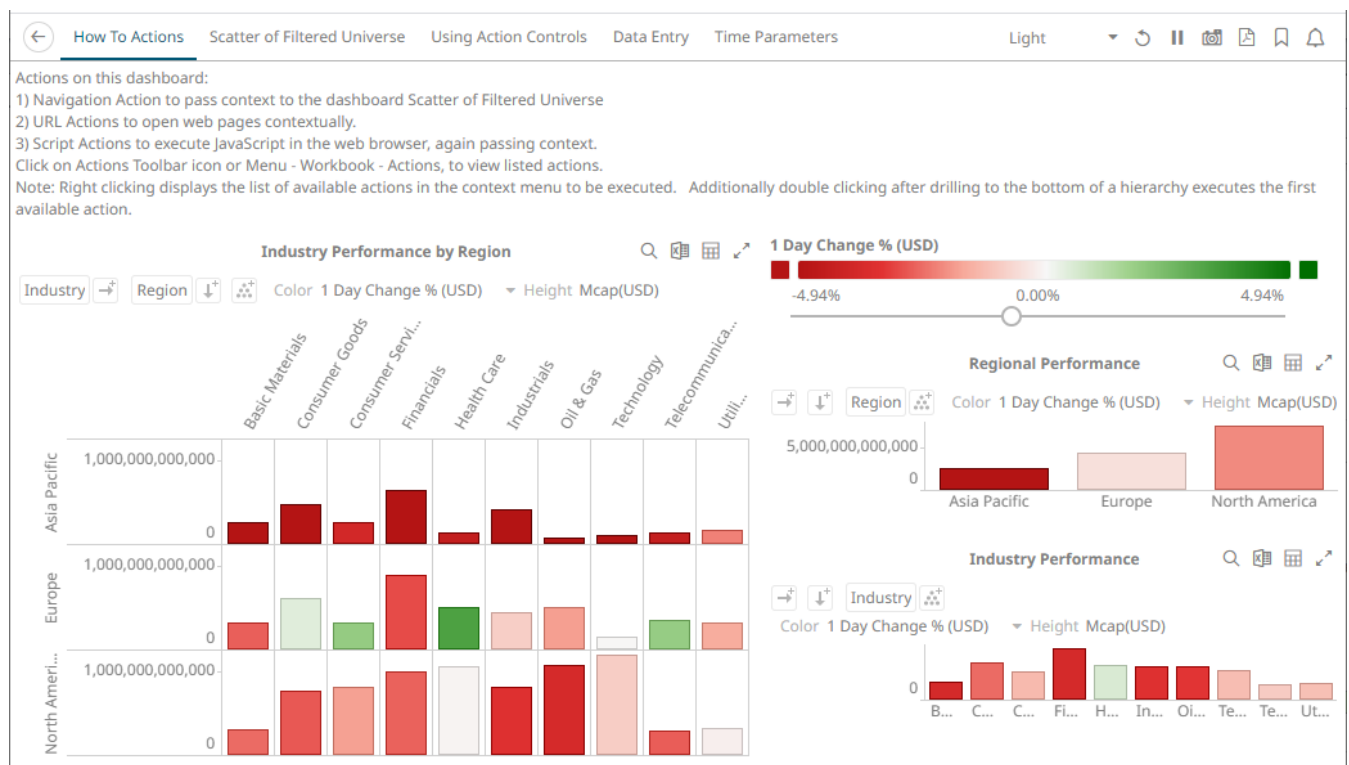 How To Actions Scatter of Filtered Universe Using Action Controls Data Entry Time Parameters Light
Actions on this dashboard:
1) Navigation Action to pass context to the dashboard Scatter of Filtered Universe
2) URL Actions to open web pages contextually.
3) Script Actions to execute JavaScript in the web browser, again passing context.
Click on Actions Toolbar icon or Menu - Workbook - Actions, to view listed actions.
Note: Right clicking displays the list of available actions in the context menu to be executed. Additionally double clicking after drilling to the bottom of a hierarchy executes the first
available action.
Industry Performance by Region
Industry Region Color 1 Day Change % (USD) Height Mcap(USD)
Basic Materials
Consumer Goods
Consumer Servi...
Financials
Health Care
Industrials
Oil & Gas
Technology
Telecommunica...
Utili...
Asia Pacific
1,000,000,000,000
0
Europe
1,000,000,000,000
0
North Ameri...
1,000,000,000,000
0
1 Day Change % (USD)
-4.94% 0.00% 4.94%
Regional Performance
Region Color 1 Day Change % (USD) Height Mcap(USD)
5,000,000,000,000
0
Asia Pacific Europe North America
Industry Performance
Industry
Color 1 Day Change % (USD) Height Mcap(USD)
0
B... C... C... Fi... H... In... Oi... Te... Te... Ut...